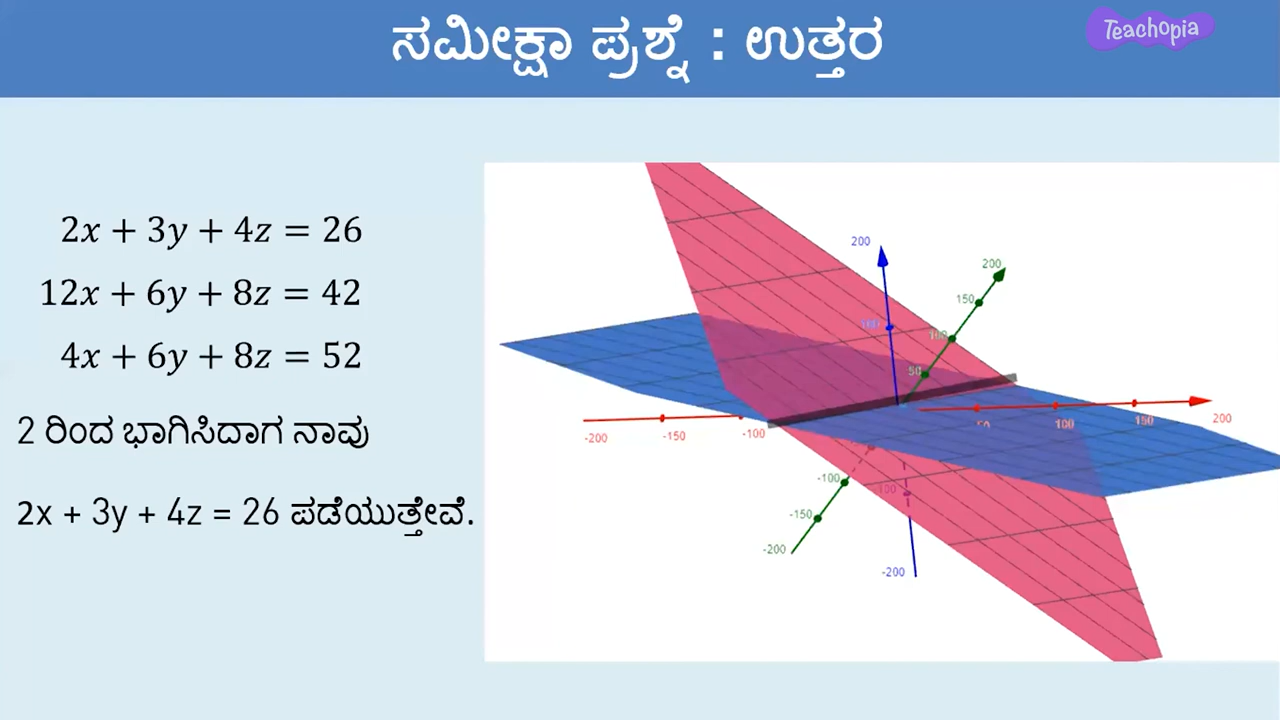 ಸಮೀಕ್ಷಾ ಪ್ರಶ್ನೆ : ಉತ್ತರ
Teachopia
2x + 3y + 4z = 26
12x + 6y + 8z = 42
4x + 6y + 8z = 52
2 ರಿಂದ ಭಾಗಿಸಿದಾಗ ನಾವು
2x + 3y + 4z = 26 ಪಡೆಯುತ್ತೇವೆ.
200
200
150
100
100
50
-200
-150
-100
50
100
150
200
-100
-100
-150
-200
-200